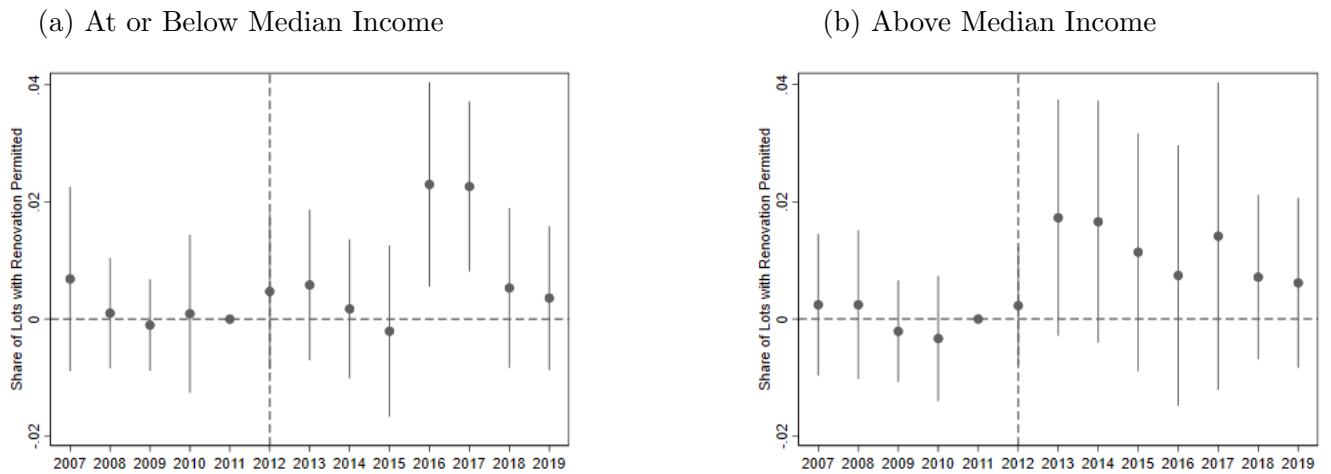 (a) At or Below Median Income
Share of Lots with Renovation Permitted
.04
.02
0
-.02
2007 2008 2009 2010 2011 2012 2013 2014 2015 2016 2017 2018 2019
(b) Above Median Income
Share of Lots with Renovation Permitted
.04
.02
0
-.02
2007 2008 2009 2010 2011 2012 2013 2014 2015 2016 2017 2018 2019